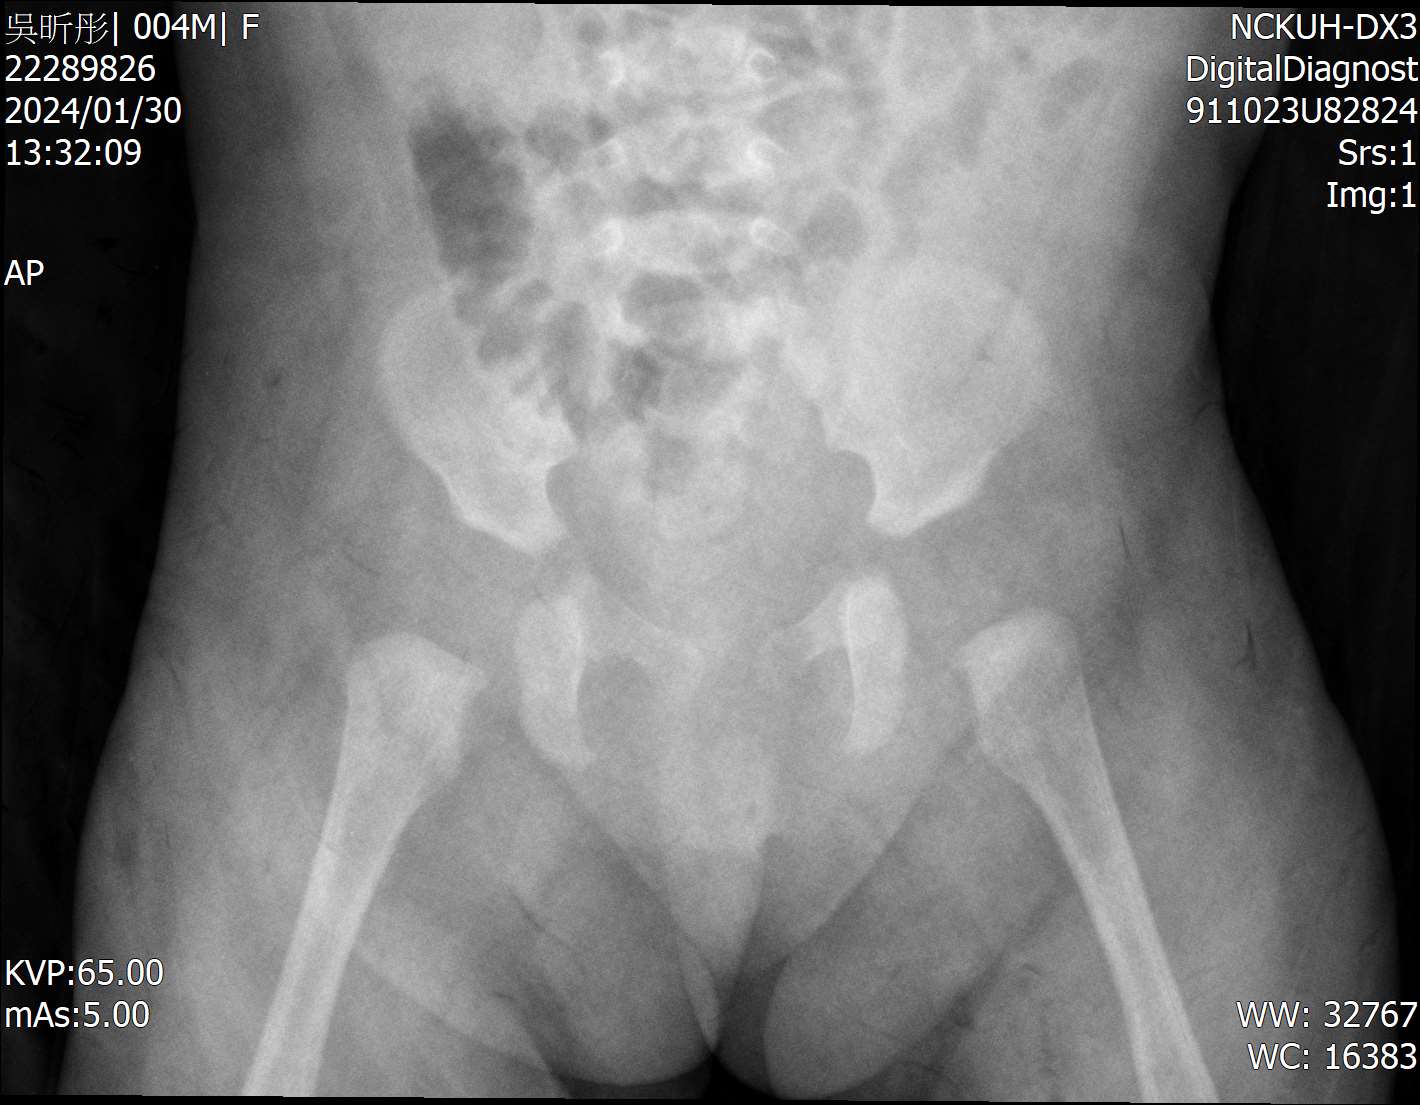 吳昕彤| 004M| F
22289826
2024/01/30
13:32:09
AP
NCKUH-DX3
DigitalDiagnost
911023U82824
Srs:1
Img:1
KVP:65.00
mAs:5.00
WW: 32767
WC: 16383